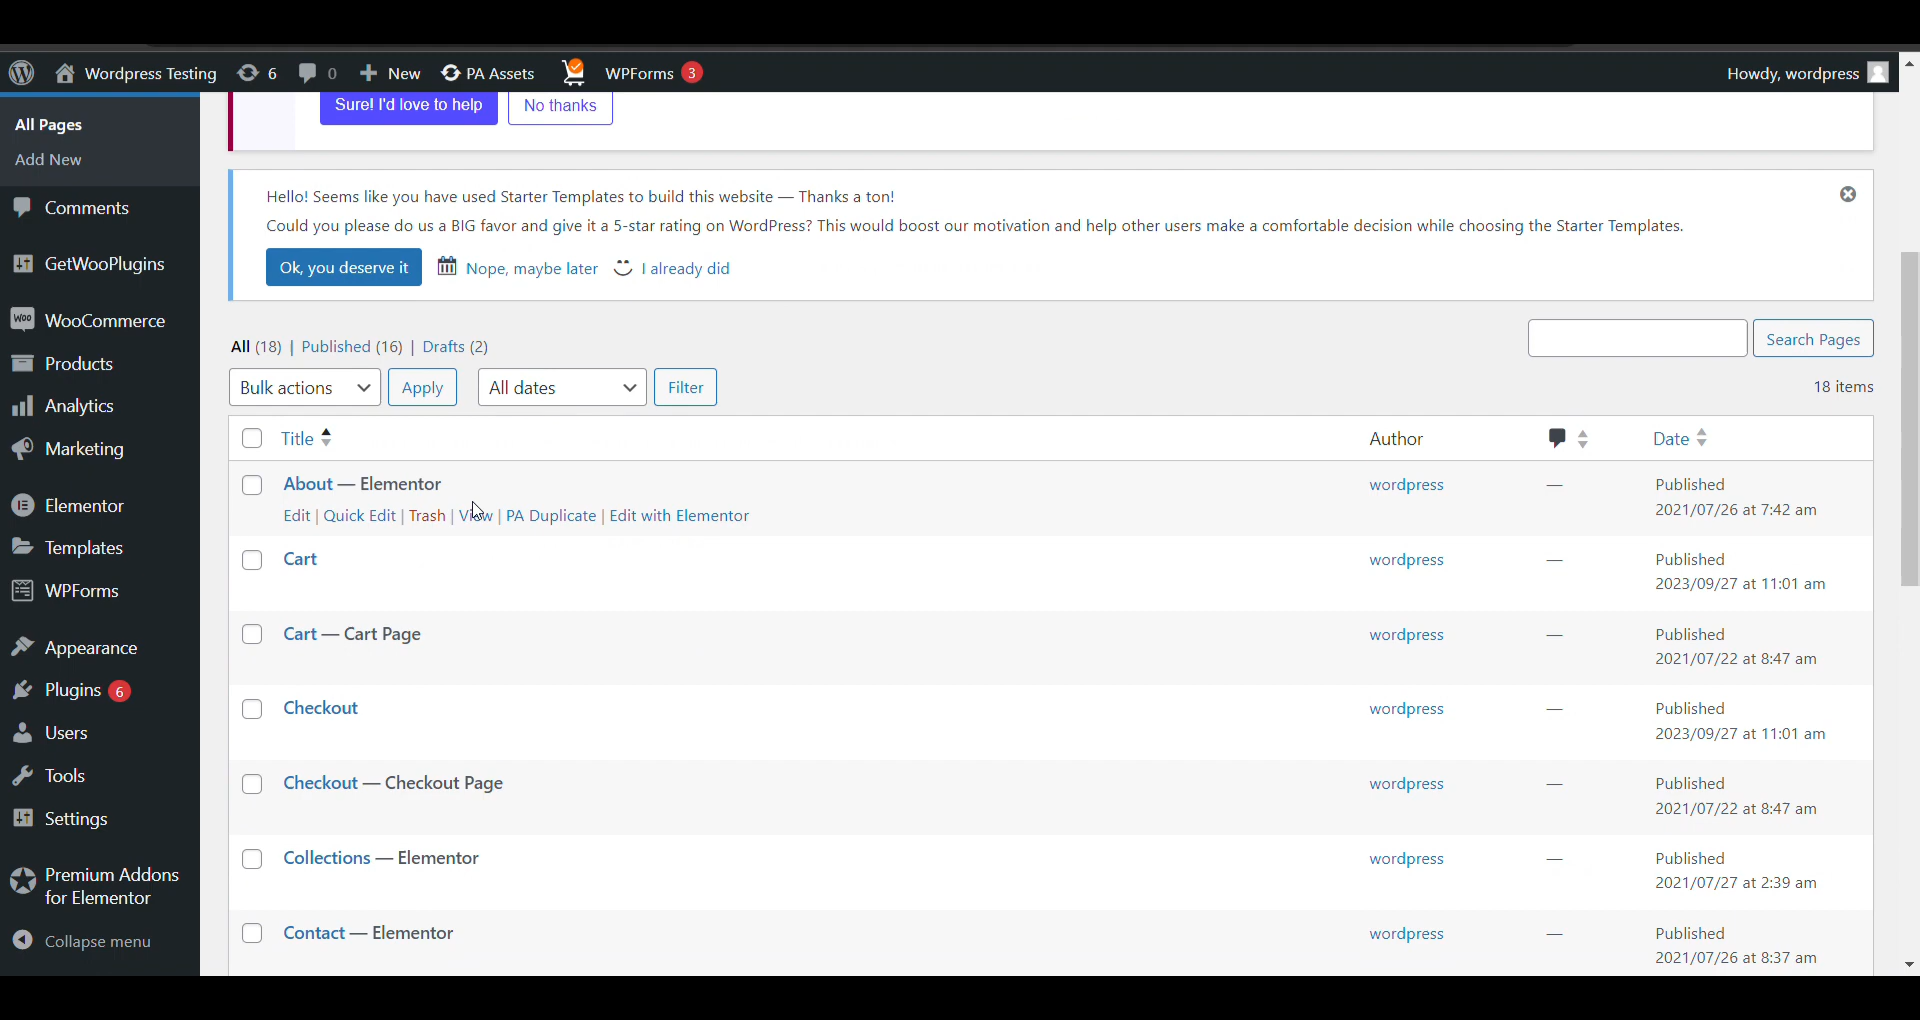 Wordpress Testing 6 0 New PA Assets WPForms 3 Howdy, wordpress
All Pages
Add New
Comments
GetWooPlugins
WooCommerce
Products
Analytics
Marketing
Elementor
Templates
WPForms
Appearance
Plugins 6
Users
Tools
Settings
Premium Addons
for Elementor
Collapse menu
Sure! I'd love to help No thanks
Hello! Seems like you have used Starter Templates to build this website — Thanks a ton!
Could you please do us a BIG favor and give it a 5-star rating on WordPress? This would boost our motivation and help other users make a comfortable decision while choosing the Starter Templates.
Ok, you deserve it Nope, maybe later I already did
All (18) | Published (16) | Drafts (2)
Search Pages
Bulk actions Apply All dates Filter 18 items
Title Author Date
About — Elementor wordpress — Published
2021/07/26 at 7:42 am
Edit | Quick Edit | Trash | View | PA Duplicate | Edit with Elementor
Cart wordpress — Published
2023/09/27 at 11:01 am
Cart — Cart Page wordpress — Published
2021/07/22 at 8:47 am
Checkout wordpress — Published
2023/09/27 at 11:01 am
Checkout — Checkout Page wordpress — Published
2021/07/22 at 8:47 am
Collections — Elementor wordpress — Published
2021/07/27 at 2:39 am
Contact — Elementor wordpress — Published
2021/07/26 at 8:37 am